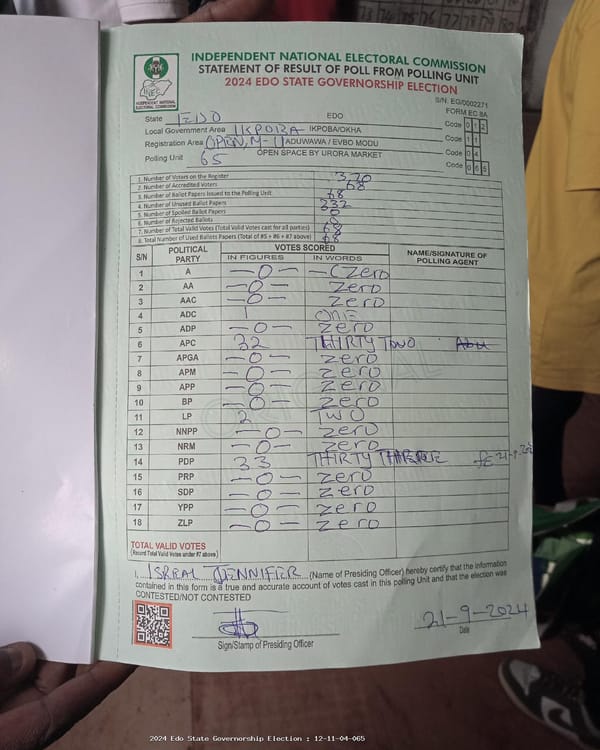 INDEPENDENT NATIONAL ELECTORAL COMMISSION
STATEMENT OF RESULT OF POLL FROM POLLING UNIT
2024 EDO STATE GOVERNORSHIP ELECTION
INEC
INDEPENDENT NATIONAL ELECTORAL COMMISSION
S/N: EG/0002271
FORM EC 8A
State EDO EDO Code 0 1 2
Local Government Area IKPOBA IKPOBA/OKHA Code 1 1
Registration Area ADUWAWA / EVBO MODU Code 0 4
Polling Unit 65 OPEN SPACE BY URORA MARKET Code 0 6 5
1. Number of Voters on the Register 370
2. Number of Accredited Voters 68
3. Number of Ballot Papers Issued to the Polling Unit
4. Number of Unused Ballot Papers 332
5. Number of Spoiled Ballot Papers 0
6. Number of Rejected Ballots 0
7. Number of Total Valid Votes (Total Valid Votes cast for all parties) 68
8. Total Number of Used Ballots Papers (Total of #5 + #6 + #7 above) 68
S/N POLITICAL PARTY VOTES SCORED NAME/SIGNATURE OF POLLING AGENT
IN FIGURES IN WORDS
1 A - 0 - - Zero
2 AA - 0 - Zero
3 AAC - 0 - Zero
4 ADC 1 ONE
5 ADP - 0 - Zero
6 APC 32 THIRTY TWO
7 APGA - 0 - Zero
8 APM - 0 - Zero
9 APP - 0 - Zero
10 BP - 0 - Zero
11 LP 2 TWO
12 NNPP - 0 - Zero
13 NRM - 0 - Zero
14 PDP 33 THIRTY
15 PRP - 0 - Zero
16 SDP - 0 - Zero
17 YPP - 0 - Zero
18 ZLP - 0 - Zero
TOTAL VALID VOTES
(Record Total Valid Votes under #7 above)
I, ISREAL JENNIFER (Name of Presiding Officer) hereby certify that the information
contained in this form is a true and accurate account of votes cast in this polling Unit and that the election was
CONTESTED/NOT CONTESTED
21-9-2024
Sign/Stamp of Presiding Officer Date
2024 Edo State Governorship Election : 12-11-04-065